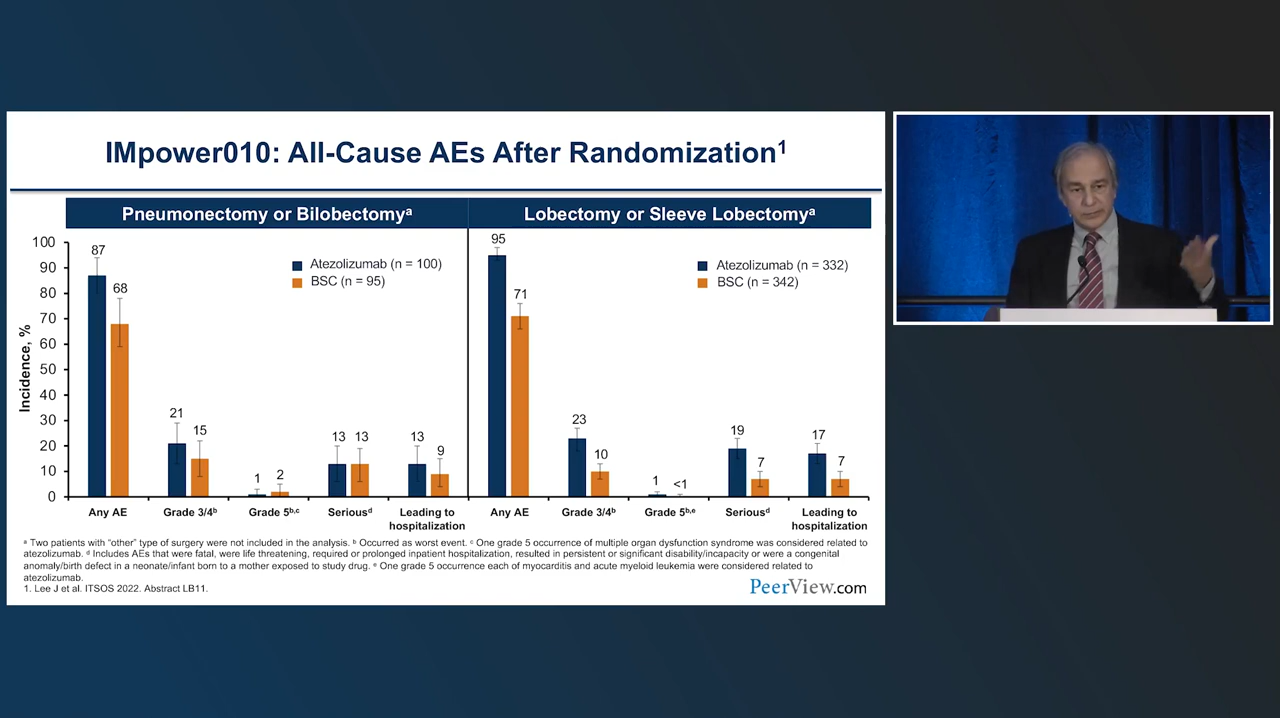 IMpower010: All-Cause AEs After Randomization¹
Pneumonectomy or Bilobectomyᵃ
Lobectomy or Sleeve Lobectomyᵃ
Incidence, %
100
90
80
70
60
50
40
30
20
10
0
Atezolizumab (n = 100)
BSC (n = 95)
87
68
21
15
1
2
13
13
13
9
Any AE
Grade 3/4ᵇ
Grade 5ᵇ,ᶜ
Seriousᵈ
Leading to
hospitalization
Atezolizumab (n = 332)
BSC (n = 342)
95
71
23
10
1
<1
19
7
17
7
Any AE
Grade 3/4ᵇ
Grade 5ᵇ,ᵉ
Seriousᵈ
Leading to
hospitalization
ᵃ Two patients with “other” type of surgery were not included in the analysis. ᵇ Occurred as worst event. ᶜ One grade 5 occurrence of multiple organ dysfunction syndrome was considered related to
atezolizumab. ᵈ Includes AEs that were fatal, were life threatening, required or prolonged inpatient hospitalization, resulted in persistent or significant disability/incapacity or were a congenital
anomaly/birth defect in a neonate/infant born to a mother exposed to study drug. ᵉ One grade 5 occurrence each of myocarditis and acute myeloid leukemia were considered related to
atezolizumab.
1. Lee J et al. ITSOS 2022. Abstract LB11.
PeerView.com